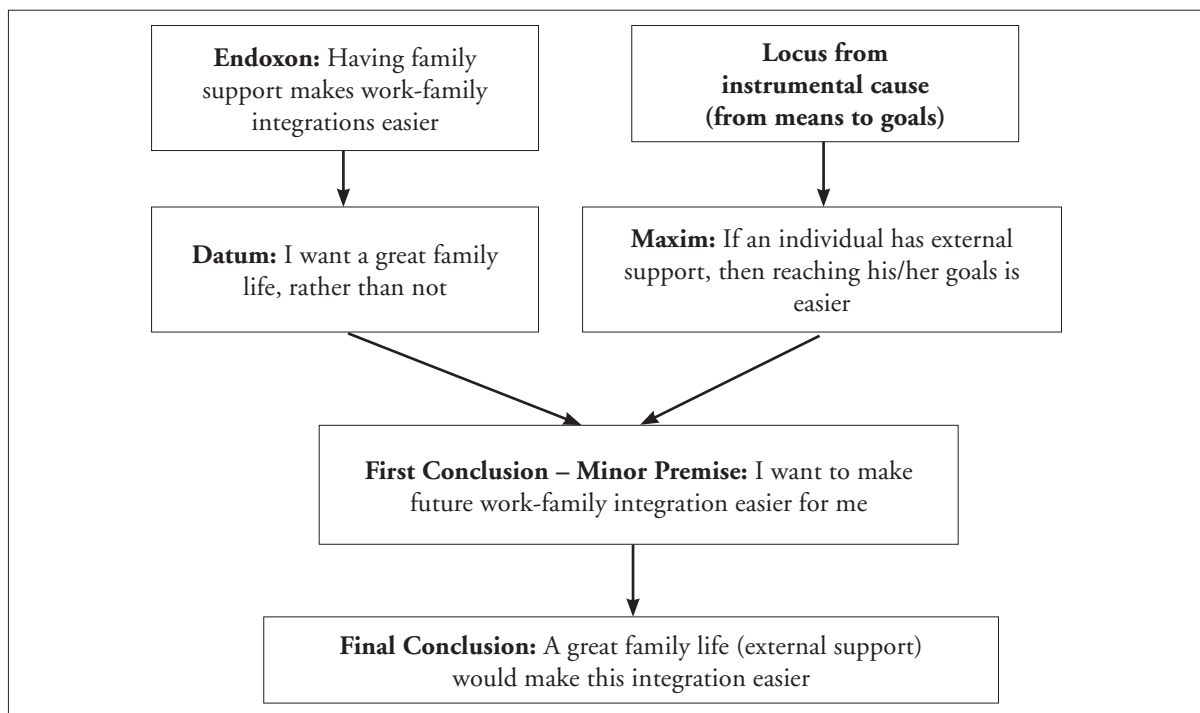 Endoxon: Having family
support makes work-family
integrations easier
Locus from
instrumental cause
(from means to goals)
Datum: I want a great family
life, rather than not
Maxim: If an individual has external
support, then reaching his/her goals is
easier
First Conclusion – Minor Premise: I want to make
future work-family integration easier for me
Final Conclusion: A great family life (external support)
would make this integration easier